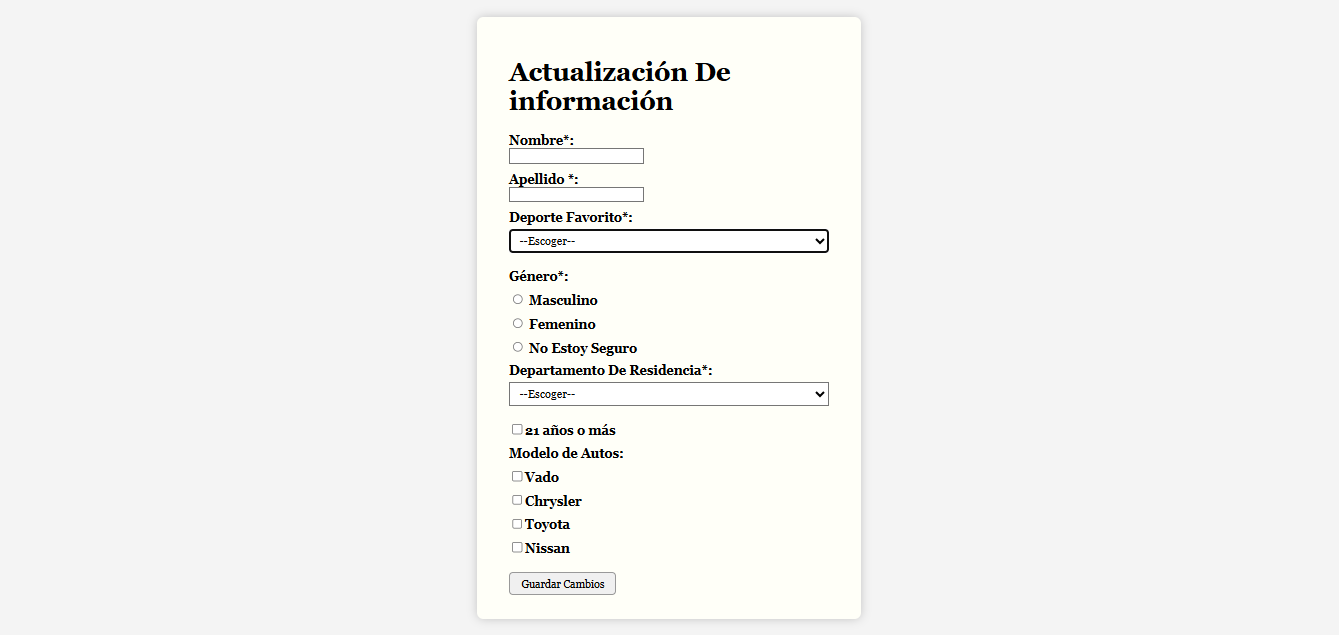 Actualización De
información
Nombre*:
Apellido *:
Deporte Favorito*:
--Escoger--
Género*:
Masculino
Femenino
No Estoy Seguro
Departamento De Residencia*:
--Escoger--
21 años o más
Modelo de Autos:
Vado
Chrysler
Toyota
Nissan
Guardar Cambios